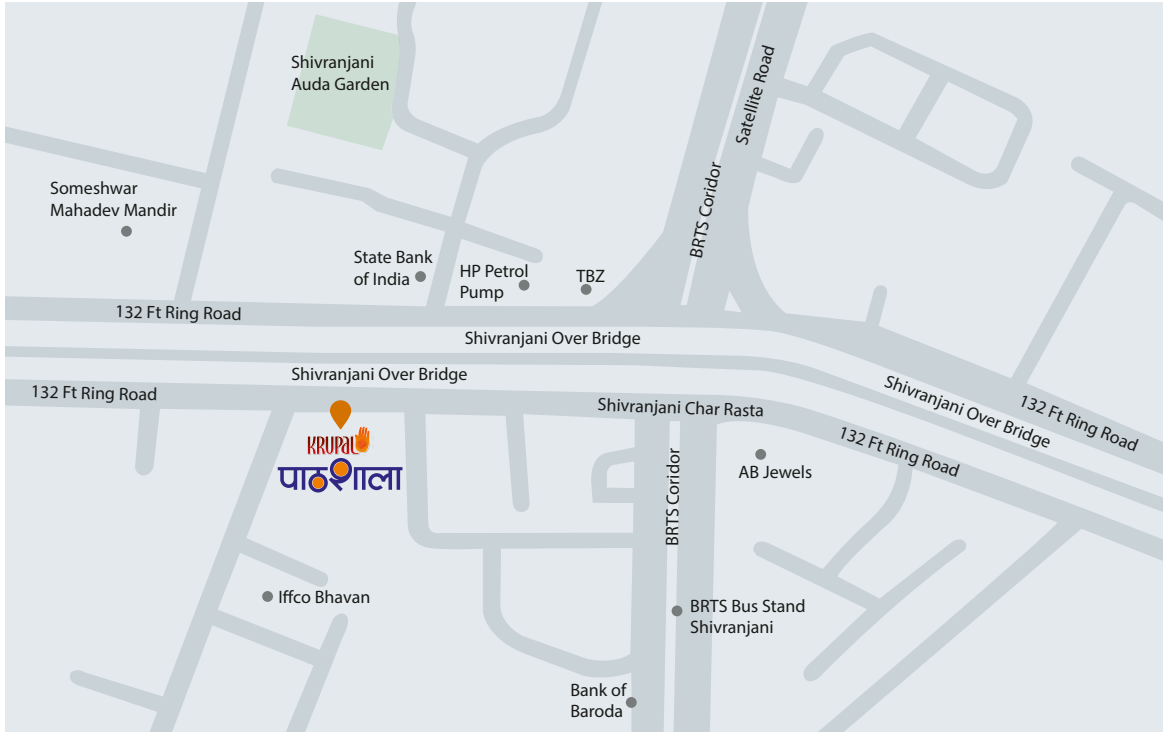 Shivranjani
Auda Garden
Satellite Road
BRTS Coridor
Someshwar
Mahadev Mandir
State Bank
of India
HP Petrol
Pump
TBZ
132 Ft Ring Road
Shivranjani Over Bridge
Shivranjani Over Bridge
132 Ft Ring Road
Shivranjani Over Bridge
132 Ft Ring Road
Shivranjani Char Rasta
132 Ft Ring Road
KRUPAL
पाठशाला
AB Jewels
BRTS Coridor
Iffco Bhavan
BRTS Bus Stand
Shivranjani
Bank of
Baroda